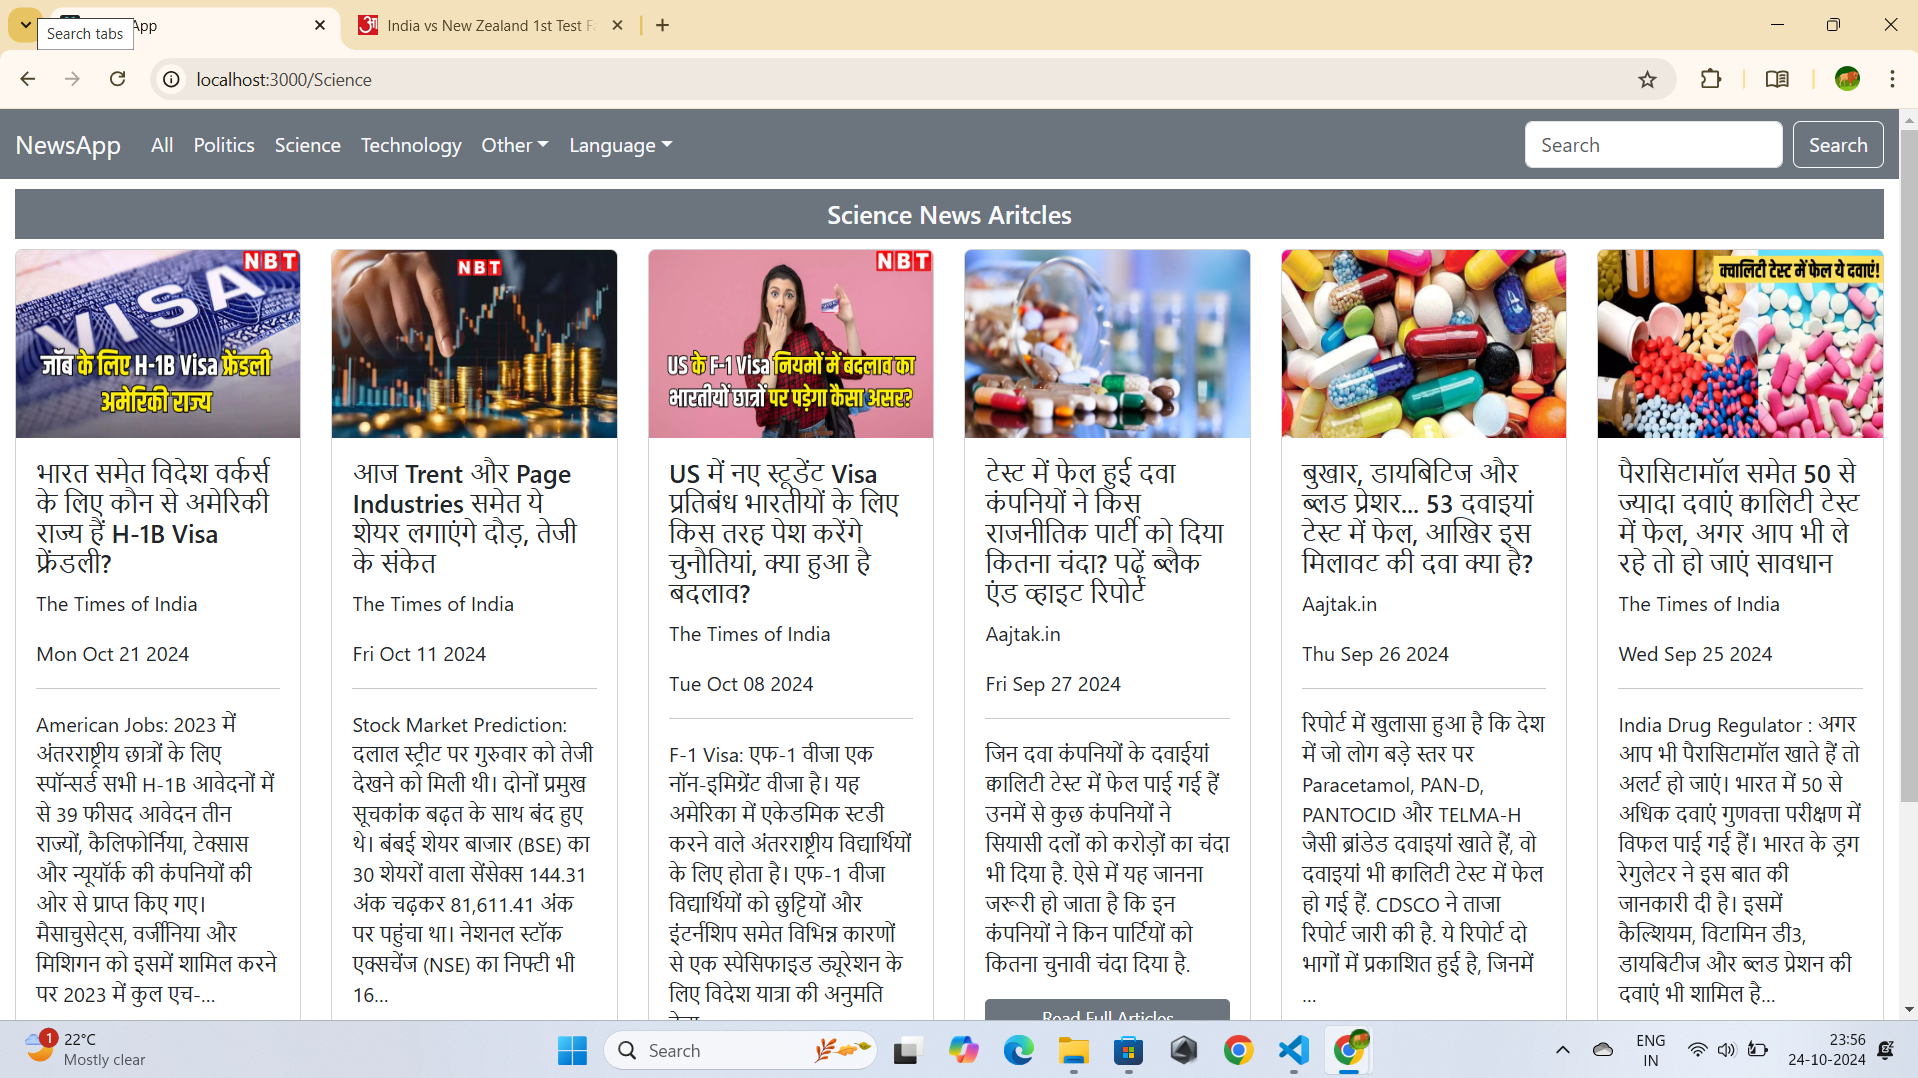 App
Search tabs
India vs New Zealand 1st Test Fa
localhost:3000/Science
NewsApp All Politics Science Technology Other Language Search Search
Science News Aritcles
NBT
जॉब के लिए H-1B Visa फ्रेंडली
अमेरिकी राज्य
भारत समेत विदेश वर्कर्स
के लिए कौन से अमेरिकी
राज्य हैं H-1B Visa
फ्रेंडली?
The Times of India
Mon Oct 21 2024
American Jobs: 2023 में
अंतरराष्ट्रीय छात्रों के लिए
स्पॉन्सर्ड सभी H-1B आवेदनों में
से 39 फीसद आवेदन तीन
राज्यों, कैलिफोर्निया, टेक्सास
और न्यूयॉर्क की कंपनियों की
ओर से प्राप्त किए गए।
मैसाचुसेट्स, वर्जीनिया और
मिशिगन को इसमें शामिल करने
पर 2023 में कुल एच-...
NBT
आज Trent और Page
Industries समेत ये
शेयर लगाएंगे दौड़, तेजी
के संकेत
The Times of India
Fri Oct 11 2024
Stock Market Prediction:
दलाल स्ट्रीट पर गुरुवार को तेजी
देखने को मिली थी। दोनों प्रमुख
सूचकांक बढ़त के साथ बंद हुए
थे। बंबई शेयर बाजार (BSE) का
30 शेयरों वाला सेंसेक्स 144.31
अंक चढ़कर 81,611.41 अंक
पर पहुंचा था। नेशनल स्टॉक
एक्सचेंज (NSE) का निफ्टी भी
16...
NBT
US के F-1 Visa नियमों में बदलाव का
भारतीयों छात्रों पर पड़ेगा कैसा असर?
US में नए स्टूडेंट Visa
प्रतिबंध भारतीयों के लिए
किस तरह पेश करेंगे
चुनौतियां, क्या हुआ है
बदलाव?
The Times of India
Tue Oct 08 2024
F-1 Visa: एफ-1 वीजा एक
नॉन-इमिग्रेंट वीजा है। यह
अमेरिका में एकेडमिक स्टडी
करने वाले अंतरराष्ट्रीय विद्यार्थियों
के लिए होता है। एफ-1 वीजा
विद्यार्थियों को छुट्टियों और
इंटर्नशिप समेत विभिन्न कारणों
से एक स्पेसिफाइड ड्यूरेशन के
लिए विदेश यात्रा की अनुमति
टेस्ट में फेल हुई दवा
कंपनियों ने किस
राजनीतिक पार्टी को दिया
कितना चंदा? पढ़ें ब्लैक
एंड व्हाइट रिपोर्ट
Aajtak.in
Fri Sep 27 2024
जिन दवा कंपनियों के दवाईयां
क्वालिटी टेस्ट में फेल पाई गई हैं
उनमें से कुछ कंपनियों ने
सियासी दलों को करोड़ों का चंदा
भी दिया है. ऐसे में यह जानना
जरूरी हो जाता है कि इन
कंपनियों ने किन पार्टियों को
कितना चुनावी चंदा दिया है.
Read Full Articles
बुखार, डायबिटिज और
ब्लड प्रेशर... 53 दवाइयां
टेस्ट में फेल, आखिर इस
मिलावट की दवा क्या है?
Aajtak.in
Thu Sep 26 2024
रिपोर्ट में खुलासा हुआ है कि देश
में जो लोग बड़े स्तर पर
Paracetamol, PAN-D,
PANTOCID और TELMA-H
जैसी ब्रांडेड दवाइयां खाते हैं, वो
दवाइयां भी क्वालिटी टेस्ट में फेल
हो गई हैं. CDSCO ने ताजा
रिपोर्ट जारी की है. ये रिपोर्ट दो
भागों में प्रकाशित हुई है, जिनमें
...
क्वालिटी टेस्ट में फेल ये दवाएं!
पैरासिटामॉल समेत 50 से
ज्यादा दवाएं क्वालिटी टेस्ट
में फेल, अगर आप भी ले
रहे तो हो जाएं सावधान
The Times of India
Wed Sep 25 2024
India Drug Regulator : अगर
आप भी पैरासिटामॉल खाते हैं तो
अलर्ट हो जाएं। भारत में 50 से
अधिक दवाएं गुणवत्ता परीक्षण में
विफल पाई गई हैं। भारत के ड्रग
रेगुलेटर ने इस बात की
जानकारी दी है। इसमें
कैल्शियम, विटामिन डी3,
डायबिटीज और ब्लड प्रेशन की
दवाएं भी शामिल है...
1
22°C
Mostly clear
Search
ENG
IN
23:56
24-10-2024